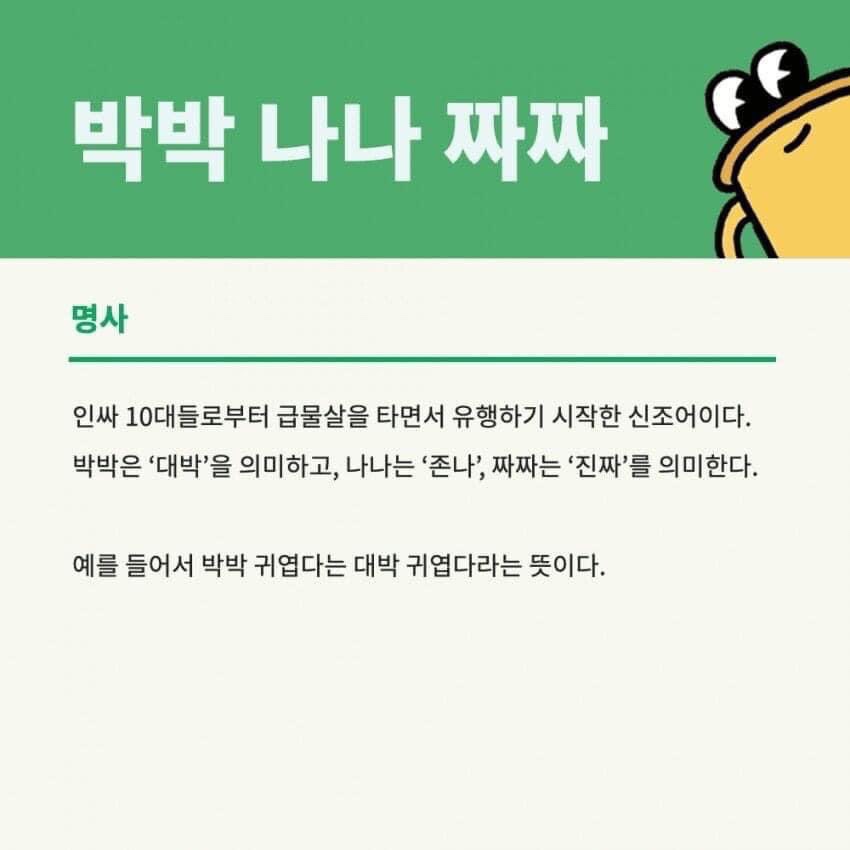 박박 나나 짜짜
명사
인싸 10대들로부터 급물살을 타면서 유행하기 시작한 신조어이다.
박박은 ‘대박’을 의미하고, 나나는 ‘존나’, 짜짜는 ‘진짜’를 의미한다.
예를 들어서 박박 귀엽다는 대박 귀엽다라는 뜻이다.